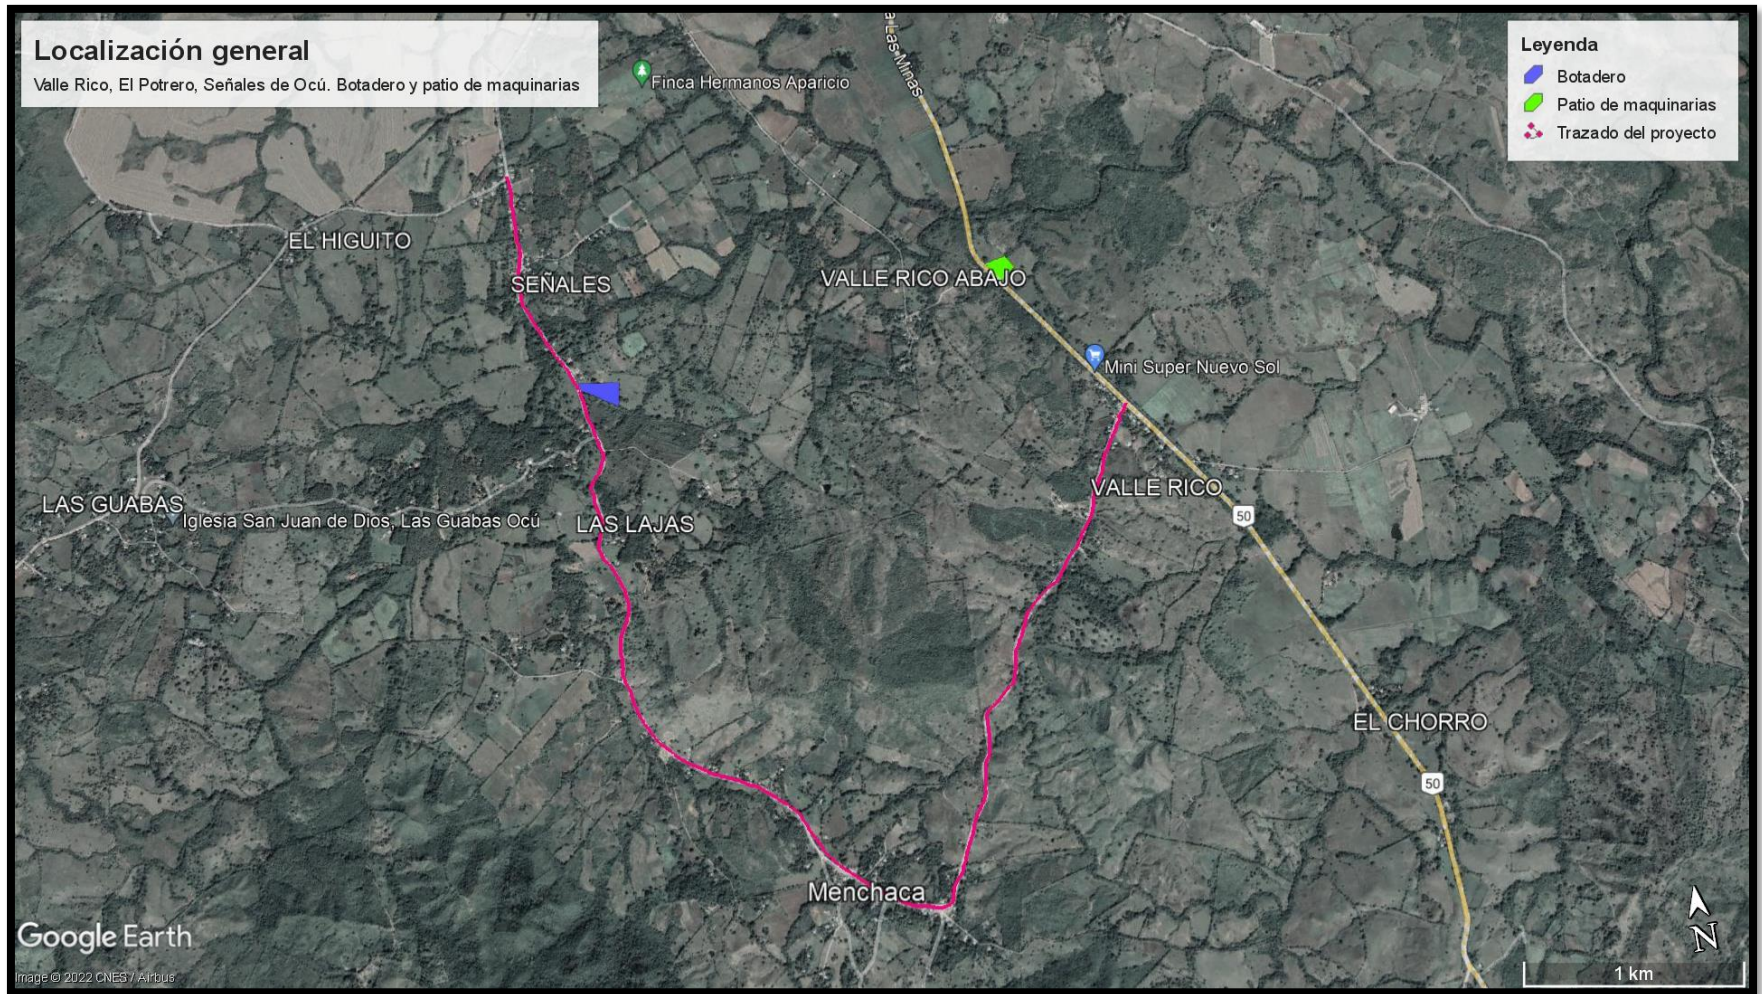 Localización general
Valle Rico, El Potrero, Señales de Ocú. Botadero y patio de maquinarias
Leyenda
Botadero
Patio de maquinarias
Trazado del proyecto
a Las Minas
Finca Hermanos Aparicio
EL HIGUITO
SEÑALES
VALLE RICO ABAJO
Mini Super Nuevo Sol
LAS GUABAS
Iglesia San Juan de Dios, Las Guabas Ocú
LAS LAJAS
VALLE RICO
50
EL CHORRO
50
Menchaca
Google Earth
Image © 2022 CNES / Airbus
N
1 km